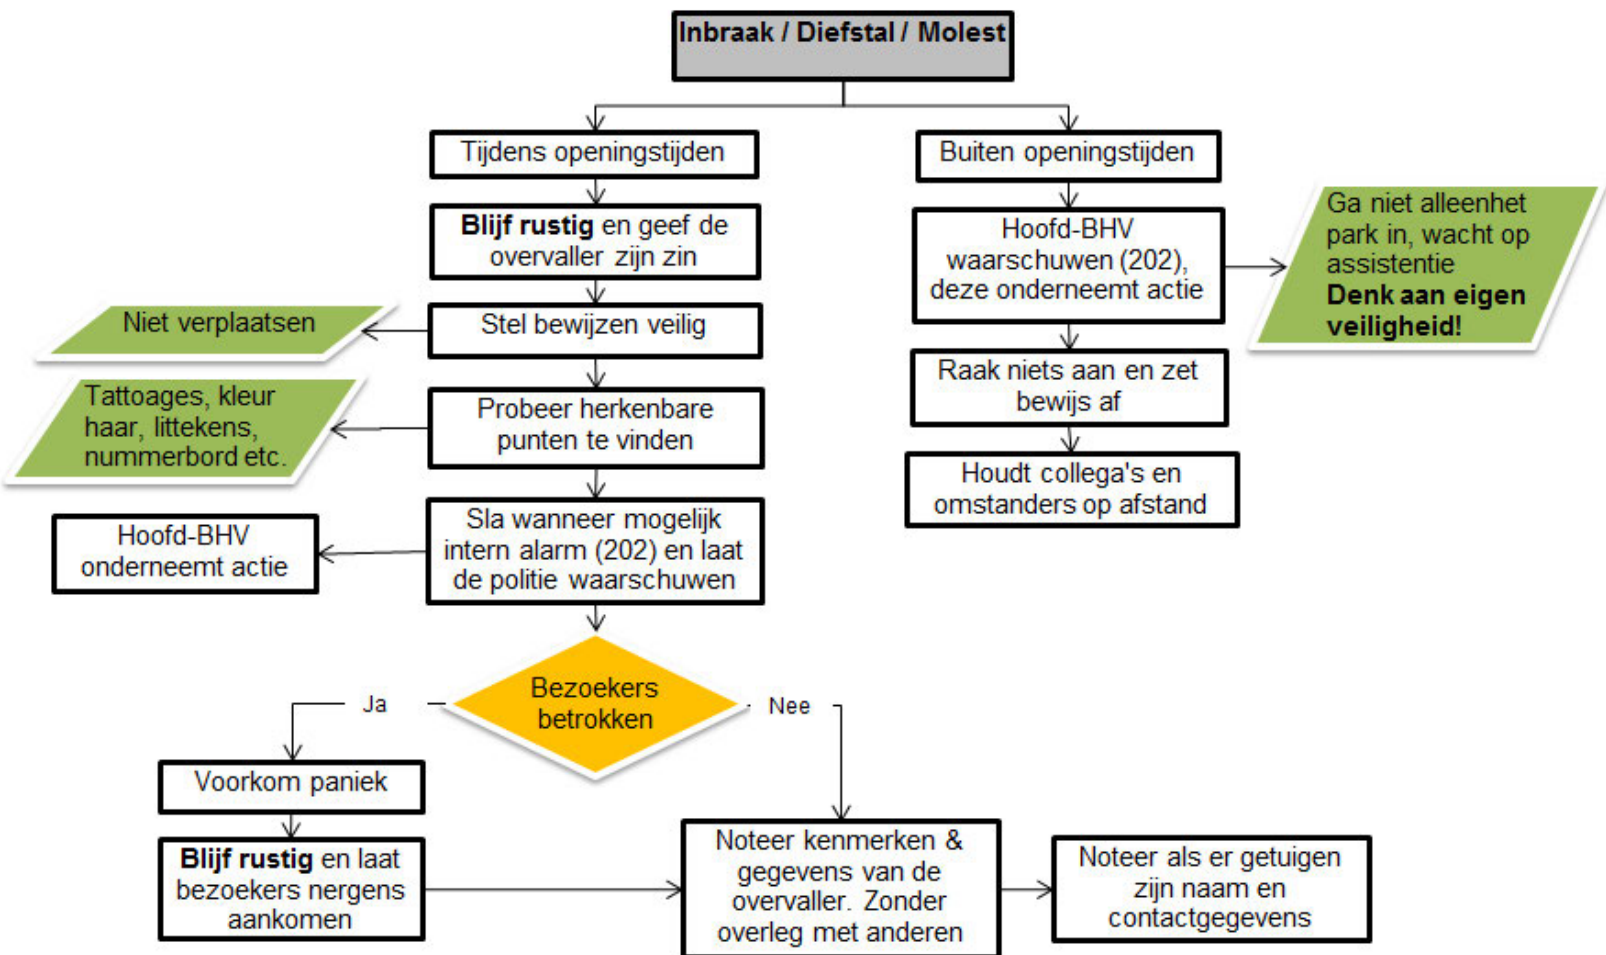 Inbraak / Diefstal / Molest
Tijdens openingstijden
Buiten openingstijden
Blijf rustig en geef de
overvaller zijn zin
Hoofd-BHV
waarschuwen (202),
deze onderneemt actie
Ga niet alleenhet
park in, wacht op
assistentie
Denk aan eigen
veiligheid!
Niet verplaatsen
Stel bewijzen veilig
Raak niets aan en zet
bewijs af
Tattoages, kleur
haar, littekens,
nummerbord etc.
Probeer herkenbare
punten te vinden
Houdt collega's en
omstanders op afstand
Hoofd-BHV
onderneemt actie
Sla wanneer mogelijk
intern alarm (202) en laat
de politie waarschuwen
Bezoekers
betrokken
Ja
Nee
Voorkom paniek
Blijf rustig en laat
bezoekers nergens
aankomen
Noteer kenmerken &
gegevens van de
overvaller. Zonder
overleg met anderen
Noteer als er getuigen
zijn naam en
contactgegevens